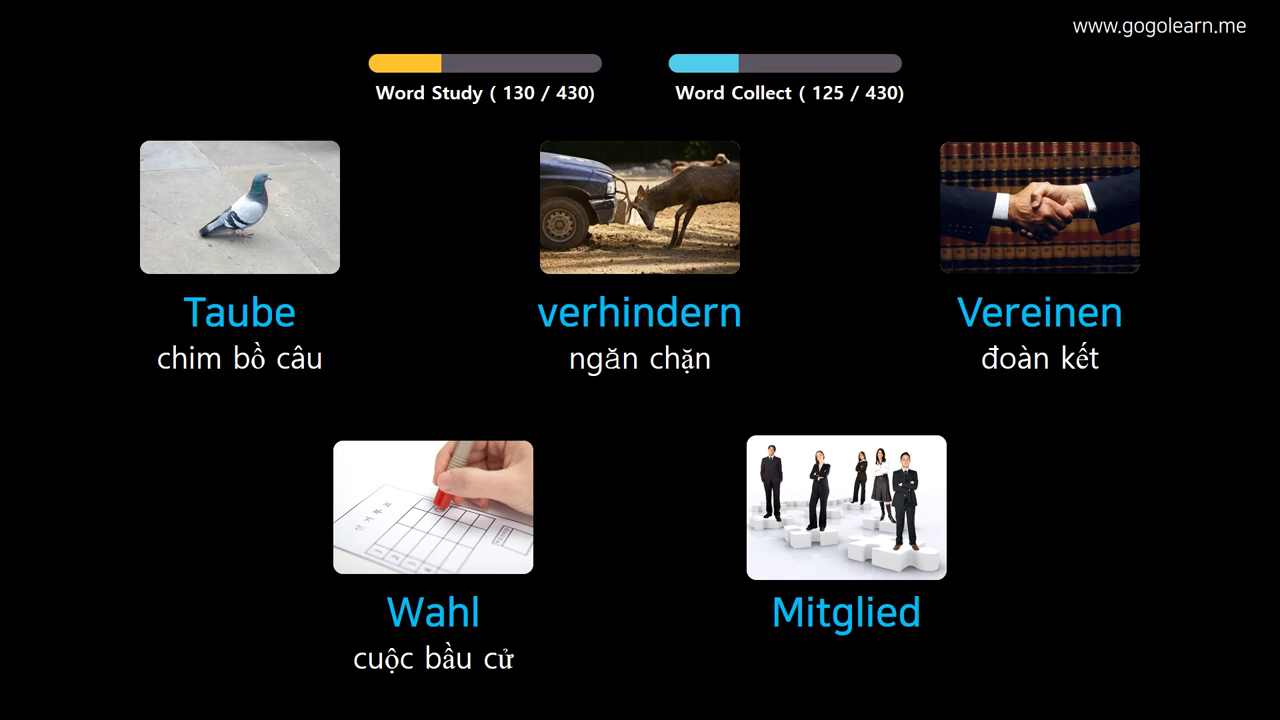 www.gogolearn.me
Word Study ( 130 / 430)
Word Collect ( 125 / 430)
Taube
chim bồ câu
verhindern
ngăn chặn
Vereinen
đoàn kết
Wahl
cuộc bầu cử
Mitglied